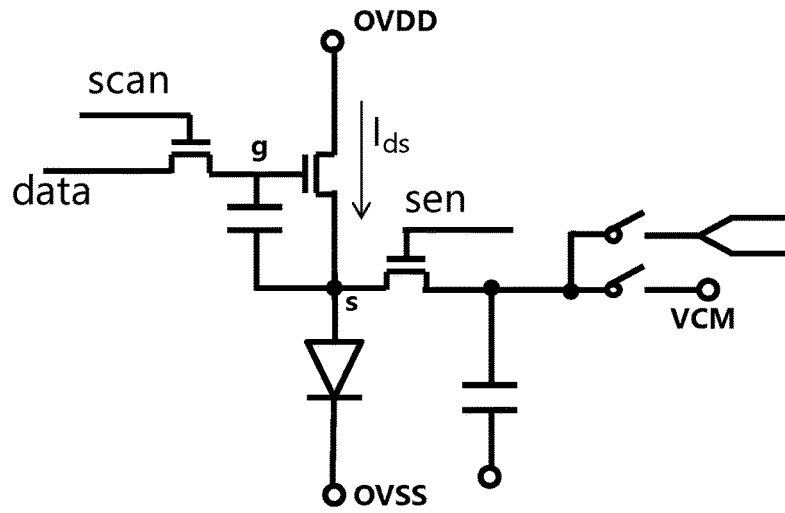 OVDD
scan
g
I_ds
data
sen
s
VCM
OVSS